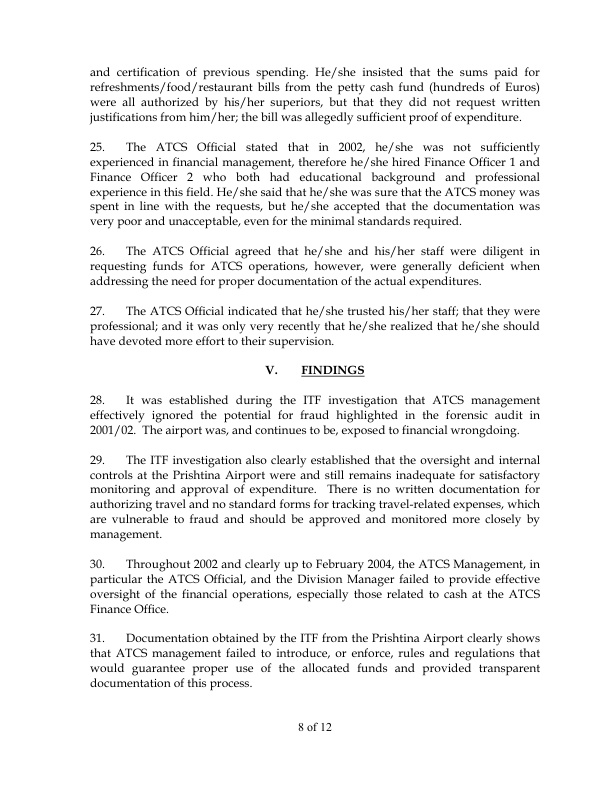 and certification of previous spending. He/she insisted that the sums paid for
refreshments/food/restaurant bills from the petty cash fund (hundreds of Euros)
were all authorized by his/her superiors, but that they did not request written
justifications from him/her; the bill was allegedly sufficient proof of expenditure.
25. The ATCS Official stated that in 2002, he/she was not sufficiently
experienced in financial management, therefore he/she hired Finance Officer 1 and
Finance Officer 2 who both had educational background and professional
experience in this field. He/she said that he/she was sure that the ATCS money was
spent in line with the requests, but he/she accepted that the documentation was
very poor and unacceptable, even for the minimal standards required.
26. The ATCS Official agreed that he/she and his/her staff were diligent in
requesting funds for ATCS operations, however, were generally deficient when
addressing the need for proper documentation of the actual expenditures.
27. The ATCS Official indicated that he/she trusted his/her staff; that they were
professional; and it was only very recently that he/she realized that he/she should
have devoted more effort to their supervision.
V. FINDINGS
28. It was established during the ITF investigation that ATCS management
effectively ignored the potential for fraud highlighted in the forensic audit in
2001/02. The airport was, and continues to be, exposed to financial wrongdoing.
29. The ITF investigation also clearly established that the oversight and internal
controls at the Prishtina Airport were and still remains inadequate for satisfactory
monitoring and approval of expenditure. There is no written documentation for
authorizing travel and no standard forms for tracking travel-related expenses, which
are vulnerable to fraud and should be approved and monitored more closely by
management.
30. Throughout 2002 and clearly up to February 2004, the ATCS Management, in
particular the ATCS Official, and the Division Manager failed to provide effective
oversight of the financial operations, especially those related to cash at the ATCS
Finance Office.
31. Documentation obtained by the ITF from the Prishtina Airport clearly shows
that ATCS management failed to introduce, or enforce, rules and regulations that
would guarantee proper use of the allocated funds and provided transparent
documentation of this process.
8 of 12